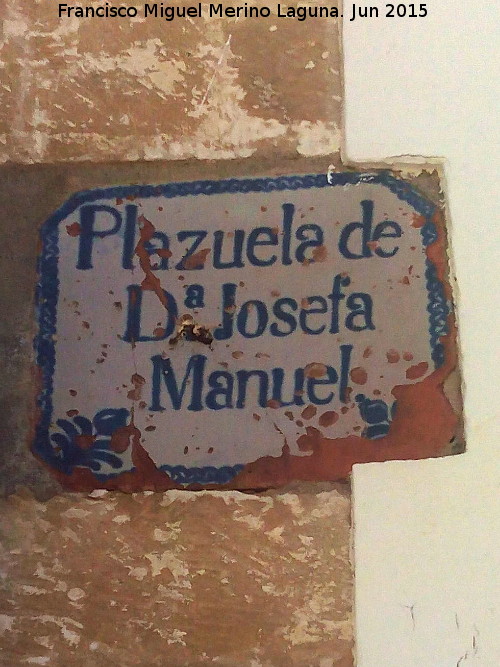 Francisco Miguel Merino Laguna. Jun 2015
Plazuela de
Dª Josefa
Manuel